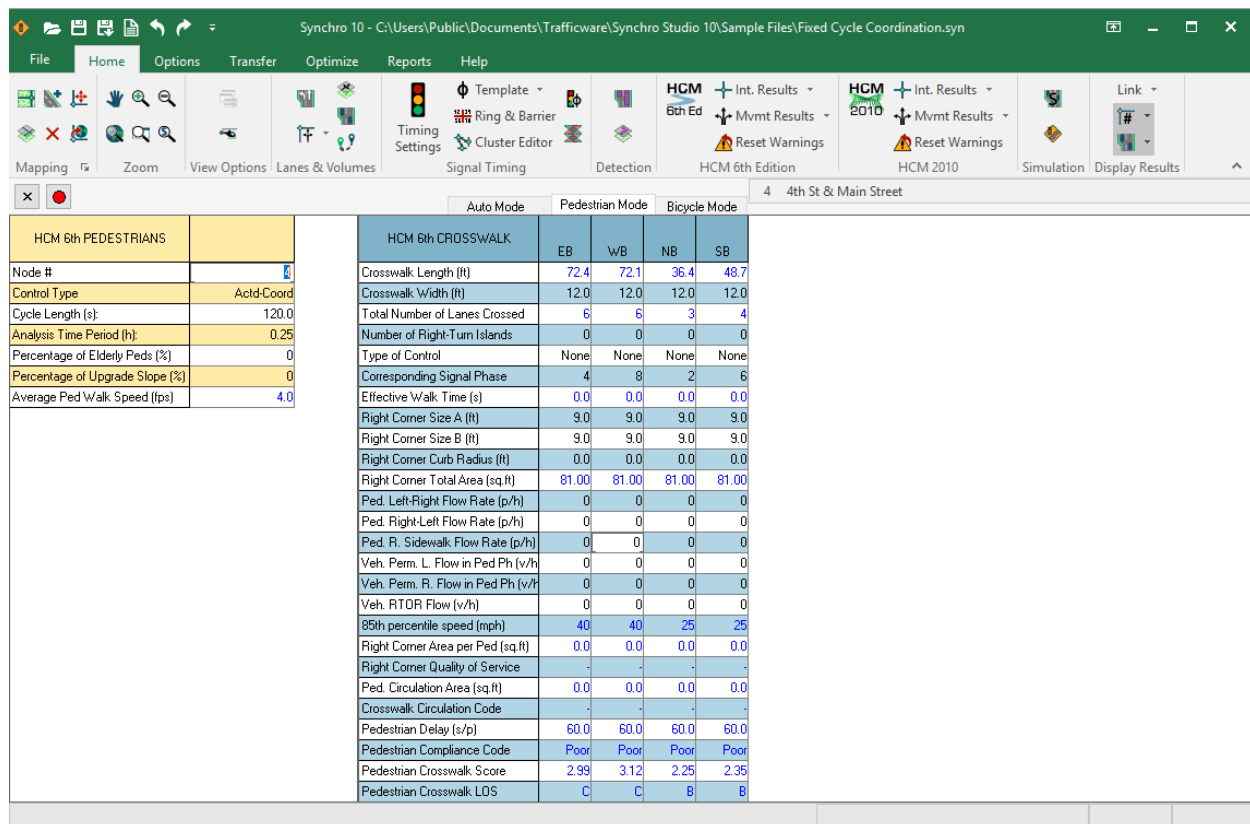 Synchro 10 - C:\Users\Public\Documents\Trafficware\Synchro Studio 10\Sample Files\Fixed Cycle Coordination.syn
File Home Options Transfer Optimize Reports Help
Template
Ring & Barrier
Cluster Editor
Timing
Settings
HCM
6th Ed
Int. Results
Mvmt Results
Reset Warnings
HCM
2010
Int. Results
Mvmt Results
Reset Warnings
Link
Mapping Zoom View Options Lanes & Volumes Signal Timing Detection HCM 6th Edition HCM 2010 Simulation Display Results
Auto Mode Pedestrian Mode Bicycle Mode 4 4th St & Main Street
HCM 6th PEDESTRIANS
Node # 4
Control Type Actd-Coord
Cycle Length (s): 120.0
Analysis Time Period (h): 0.25
Percentage of Elderly Peds (%) 0
Percentage of Upgrade Slope (%) 0
Average Ped Walk Speed (fps) 4.0
HCM 6th CROSSWALK EB WB NB SB
Crosswalk Length (ft) 72.4 72.1 36.4 48.7
Crosswalk Width (ft) 12.0 12.0 12.0 12.0
Total Number of Lanes Crossed 6 6 3 4
Number of Right-Turn Islands 0 0 0 0
Type of Control None None None None
Corresponding Signal Phase 4 8 2 6
Effective Walk Time (s) 0.0 0.0 0.0 0.0
Right Corner Size A (ft) 9.0 9.0 9.0 9.0
Right Corner Size B (ft) 9.0 9.0 9.0 9.0
Right Corner Curb Radius (ft) 0.0 0.0 0.0 0.0
Right Corner Total Area (sq.ft) 81.00 81.00 81.00 81.00
Ped. Left-Right Flow Rate (p/h) 0 0 0 0
Ped. Right-Left Flow Rate (p/h) 0 0 0 0
Ped. R. Sidewalk Flow Rate (p/h) 0 0 0 0
Veh. Perm. L. Flow in Ped Ph (v/h 0 0 0 0
Veh. Perm. R. Flow in Ped Ph (v/h 0 0 0 0
Veh. RTOR Flow (v/h) 0 0 0 0
85th percentile speed (mph) 40 40 25 25
Right Corner Area per Ped (sq.ft) 0.0 0.0 0.0 0.0
Right Corner Quality of Service - - - -
Ped. Circulation Area (sq.ft) 0.0 0.0 0.0 0.0
Crosswalk Circulation Code - - - -
Pedestrian Delay (s/p) 60.0 60.0 60.0 60.0
Pedestrian Compliance Code Poor Poor Poor Poor
Pedestrian Crosswalk Score 2.99 3.12 2.25 2.35
Pedestrian Crosswalk LOS C C B B